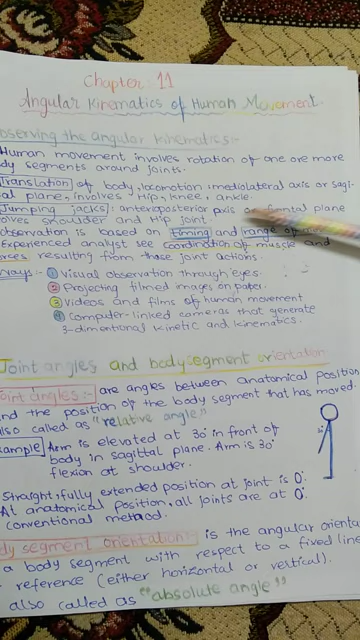 Chapter: 11
Angular Kinematics of Human Movement.
bserving the angular kinematics:-
Human movement involves rotation of one are more
dy segments around joints.
Translation of body, locomotion mediolateral axis or sagi-
al plane, involves hip, knee, ankle.
Jumping jacks: anteroposterior axis or frontal plane
olves shoulder and hip joint
observation is based on timing and range of
Experienced analyst see coordination of muscle and
resulting from those joint actions.
ways:- ① Visual observation through eyes.
② Projecting filmed images on paper.
③ Videos and films of human movement
④ Computer-linked cameras that generate
3-dimentional kinetic and kinematics.
Joint angles and body segment orientation
oint angles:- are angles between anatomical position
and the position of the body segment that has moved.
also called as "relative angle"
xample Arm is elevated at 30° in front of
body in sagittal plane. Arm is 30°
flexion at shoulder.
Straight, fully extended position at joint is 0°.
At anatomical position, all joints are at 0°.
conventional method.
dy segment orientation:- is the angular orienta
a body segment with respect to a fixed line
reference (either horizontal or vertical).
also called as "absolute angle"